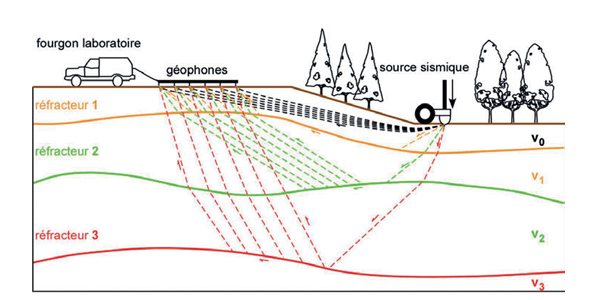 fourgon laboratoire
géophones
source sismique
réfracteur 1
v0
réfracteur 2
v1
v2
réfracteur 3
v3